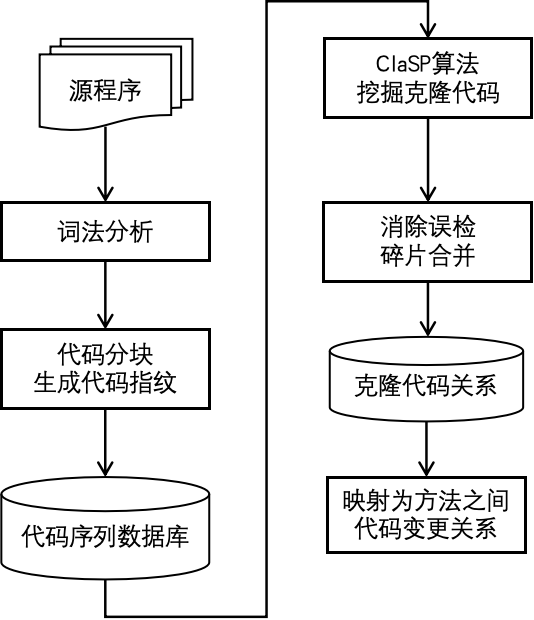 源程序
词法分析
代码分块
生成代码指纹
代码序列数据库
ClaSP算法
挖掘克隆代码
消除误检
碎片合并
克隆代码关系
映射为方法之间
代码变更关系